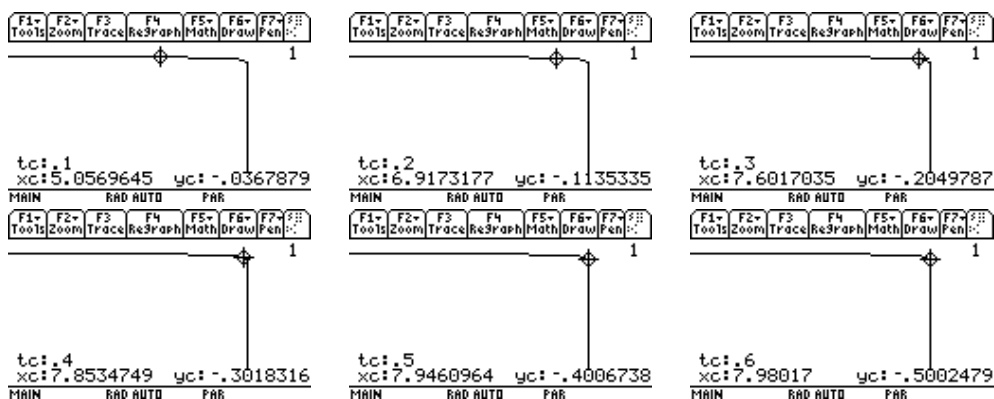 F1 F2 F3 F4 F5 F6 F7
Tools Zoom Trace Regraph Math Draw Pen
1
tc:.1
xc:5.0569645 yc:-.0367879
MAIN RAD AUTO PAR
F1 F2 F3 F4 F5 F6 F7
Tools Zoom Trace Regraph Math Draw Pen
1
tc:.2
xc:6.9173177 yc:-.1135335
MAIN RAD AUTO PAR
F1 F2 F3 F4 F5 F6 F7
Tools Zoom Trace Regraph Math Draw Pen
1
tc:.3
xc:7.6017035 yc:-.2049787
MAIN RAD AUTO PAR
F1 F2 F3 F4 F5 F6 F7
Tools Zoom Trace Regraph Math Draw Pen
1
tc:.4
xc:7.8534749 yc:-.3018316
MAIN RAD AUTO PAR
F1 F2 F3 F4 F5 F6 F7
Tools Zoom Trace Regraph Math Draw Pen
1
tc:.5
xc:7.9460964 yc:-.4006738
MAIN RAD AUTO PAR
F1 F2 F3 F4 F5 F6 F7
Tools Zoom Trace Regraph Math Draw Pen
1
tc:.6
xc:7.98017 yc:-.5002479
MAIN RAD AUTO PAR